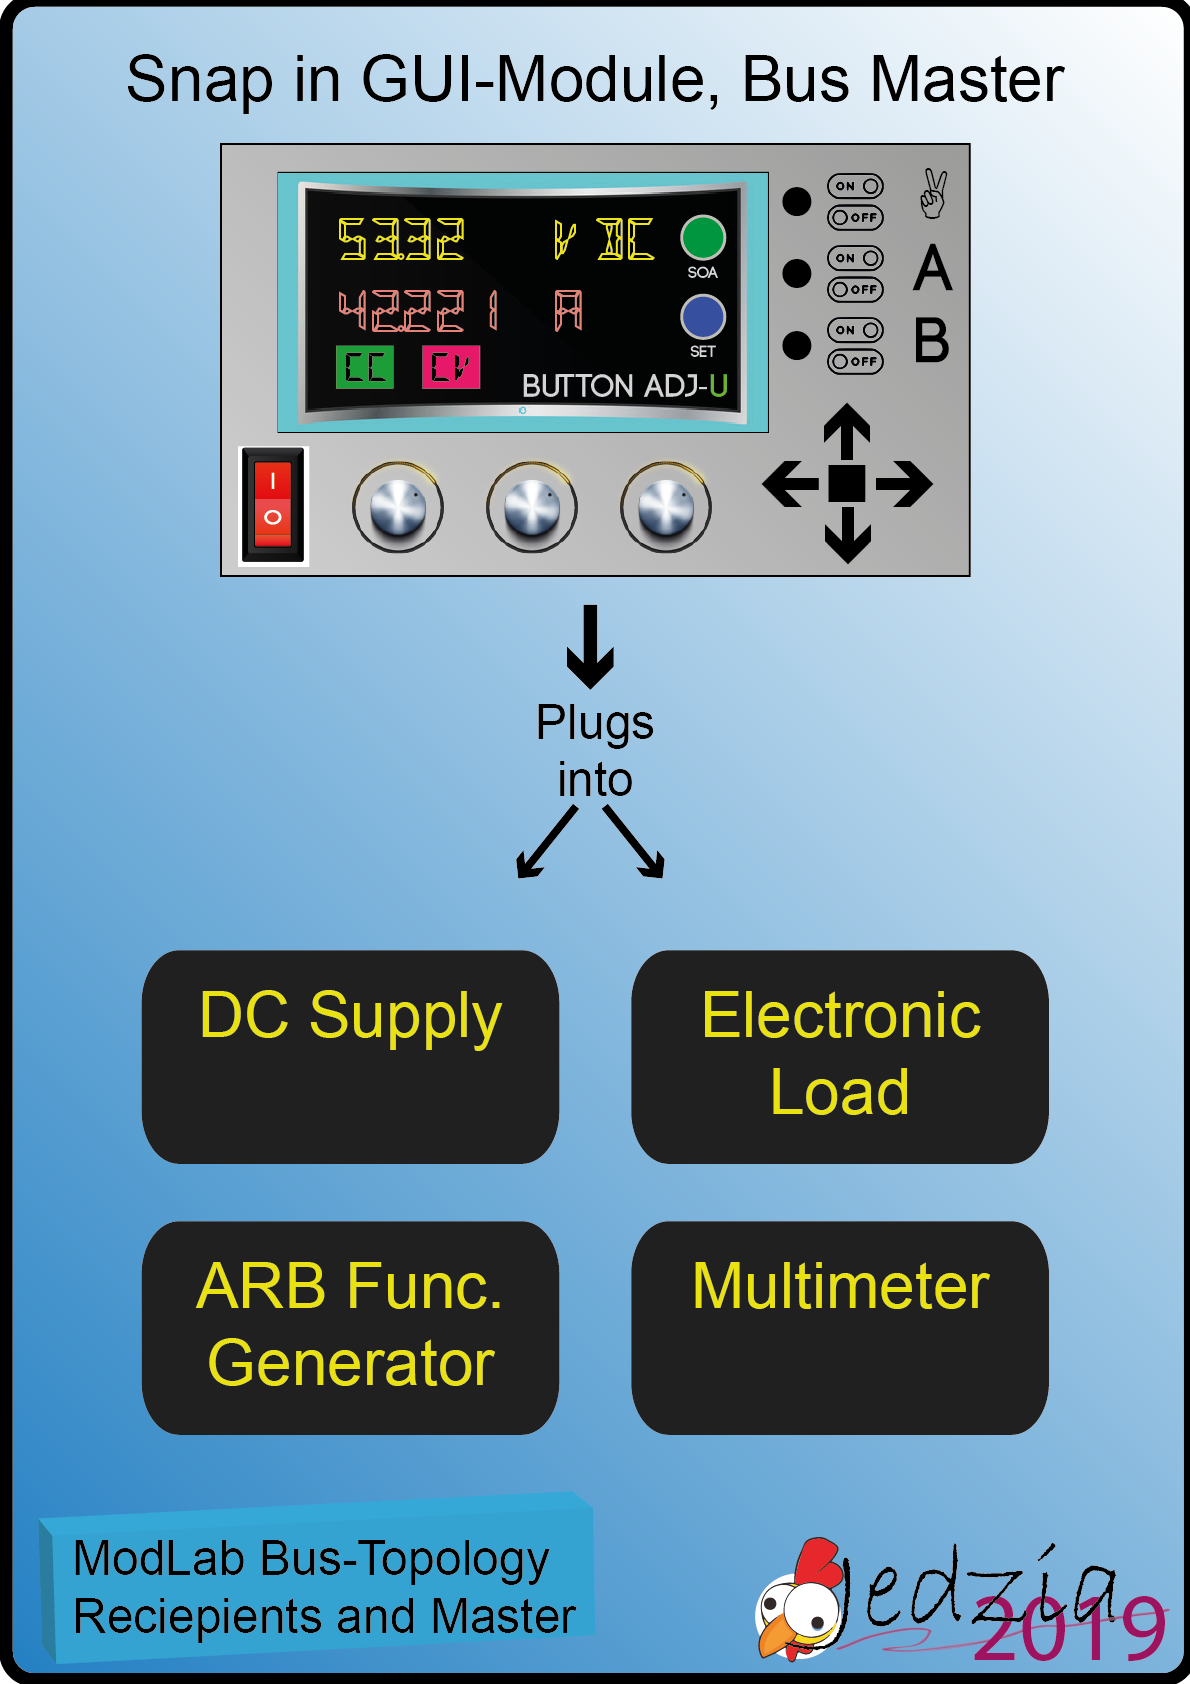 Snap in GUI-Module, Bus Master
53.32 V DC
SOA
42.221 A
SET
CC CV
BUTTON ADJ-U
ON
OFF
ON
OFF
A
ON
OFF
B
I
O
Plugs
into
DC Supply
Electronic
Load
ARB Func.
Generator
Multimeter
ModLab Bus-Topology
Reciepients and Master
Jedzia
2019